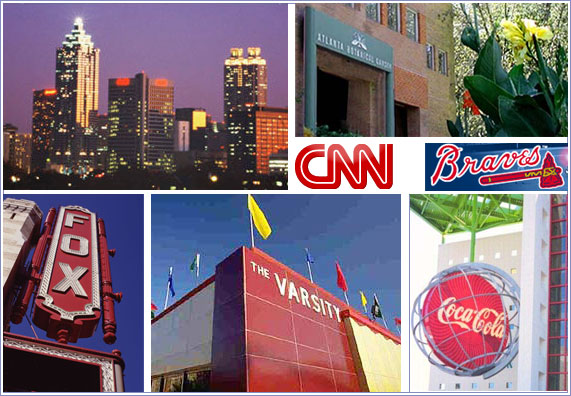 ATLANTA BOTANICAL GARDEN
CNN
Braves
FOX
THE VARSITY
Coca-Cola